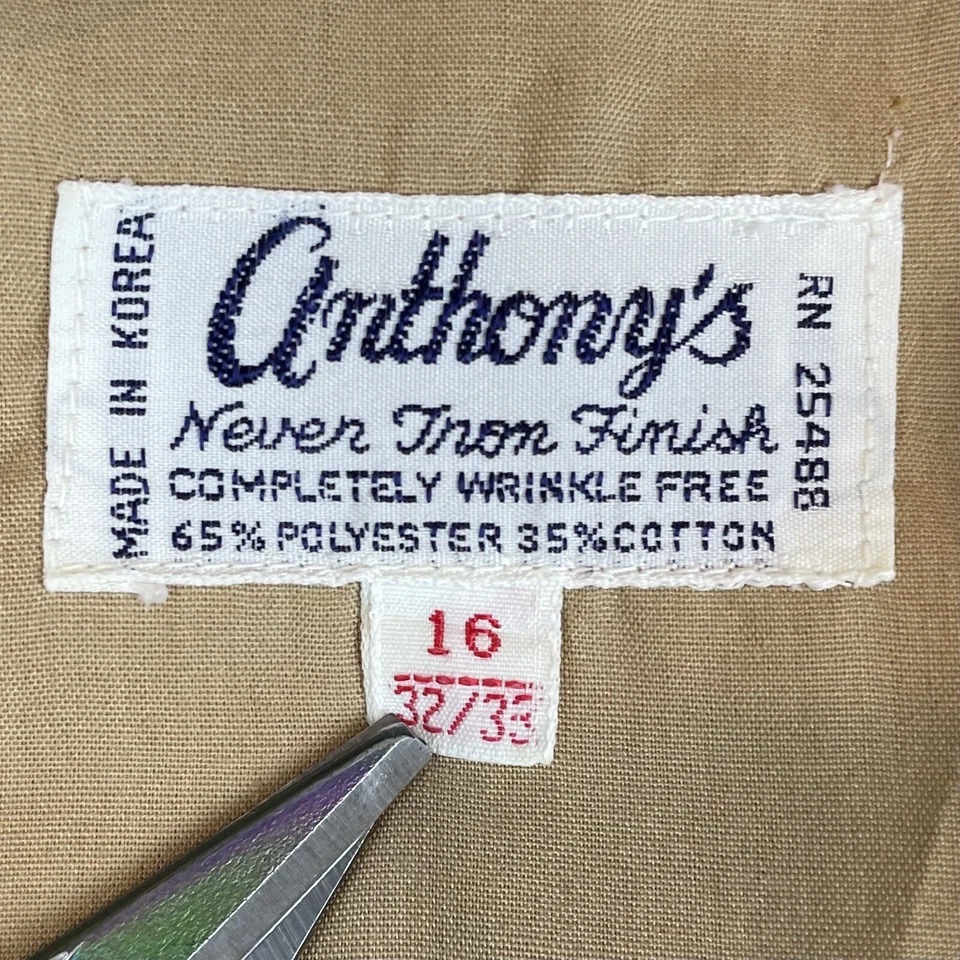 MADE IN KOREA
Anthony's
Never Iron Finish
COMPLETELY WRINKLE FREE
65% POLYESTER 35% COTTON
RN 25488
16
32/33